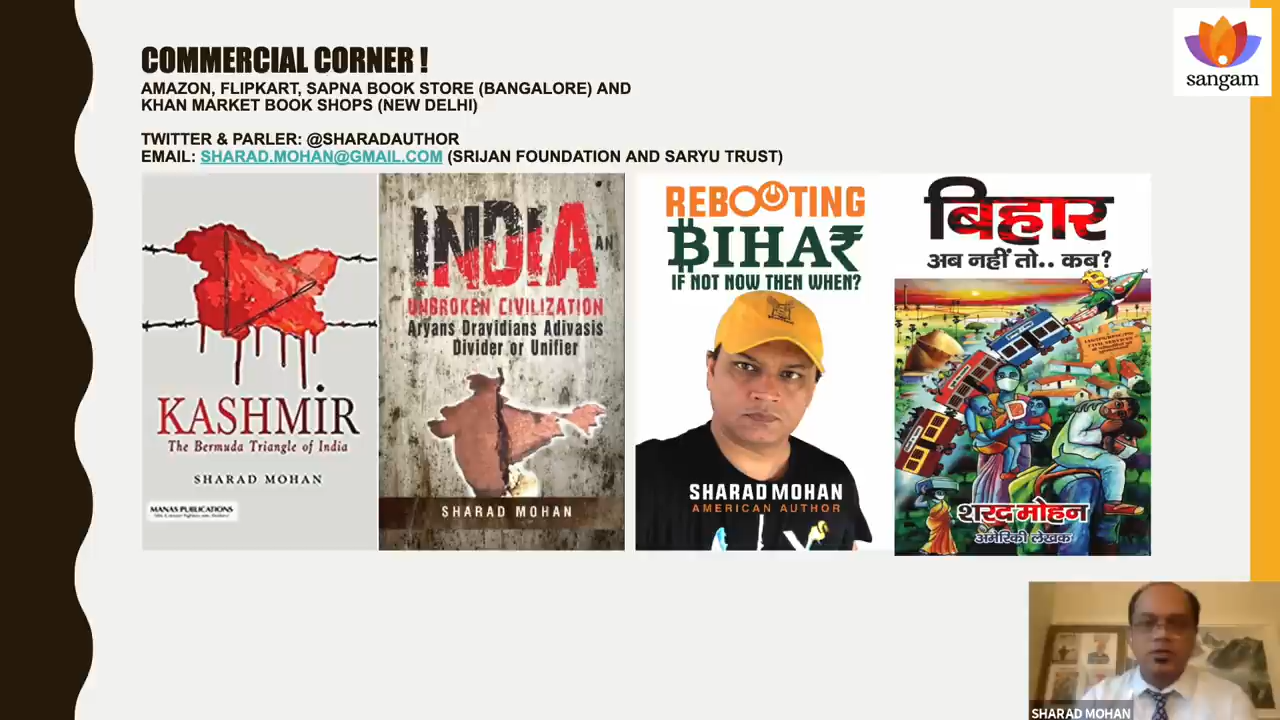 COMMERCIAL CORNER !
AMAZON, FLIPKART, SAPNA BOOK STORE (BANGALORE) AND
KHAN MARKET BOOK SHOPS (NEW DELHI)
TWITTER & PARLER: @SHARADAUTHOR
EMAIL: SHARAD.MOHAN@GMAIL.COM (SRIJAN FOUNDATION AND SARYU TRUST)
sangam
KASHMIR
The Bermuda Triangle of India
SHARAD MOHAN
MANAS PUBLICATIONS
INDIA AN
UNBROKEN CIVILIZATION
Aryans Dravidians Adivasis
Divider or Unifier
SHARAD MOHAN
REBOOTING
₿IHA₹
IF NOT NOW THEN WHEN?
SHARAD MOHAN
AMERICAN AUTHOR
बिहार
अब नहीं तो.. कब?
शरद मोहन
अमेरिकी लेखक
SHARAD MOHAN